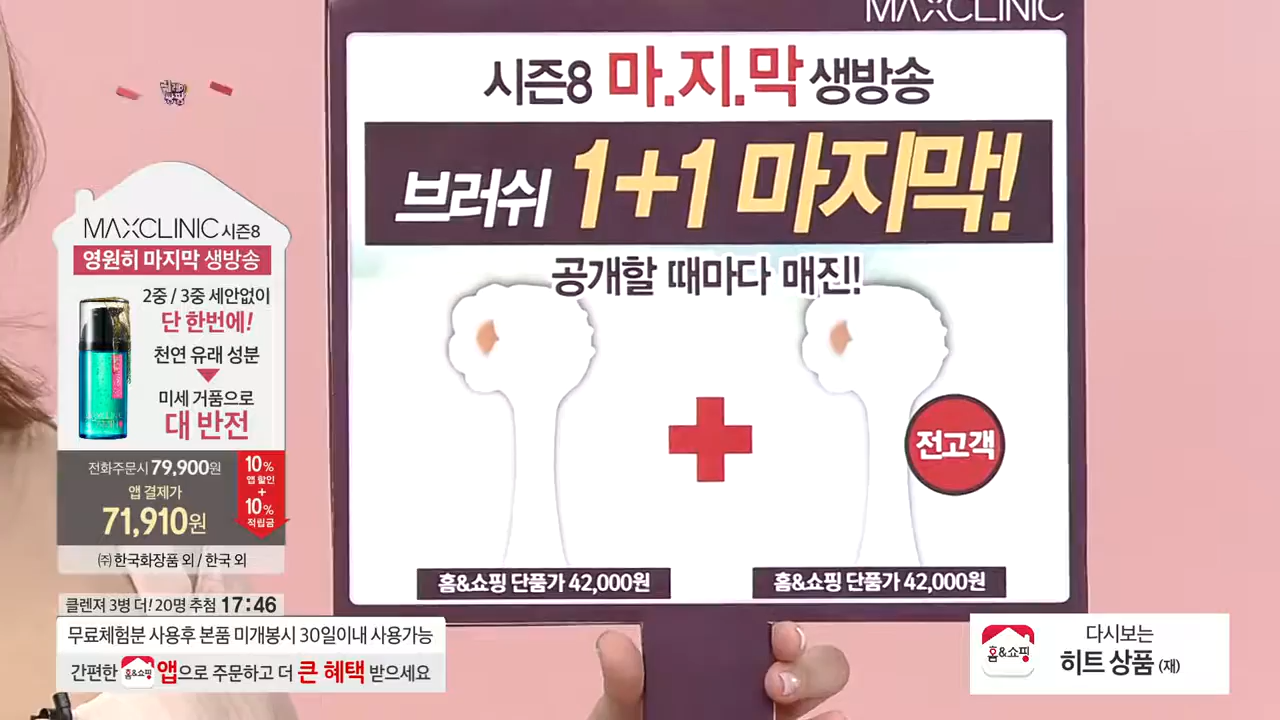 MAXCLINIC
시즌8 마.지.막 생방송
브러쉬 1+1 마지막!
공개할 때마다 매진!
전고객
홈&쇼핑 단품가 42,000원
홈&쇼핑 단품가 42,000원
MAXCLINIC 시즌8
영원히 마지막 생방송
2중 / 3중 세안없이
단 한번에!
천연 유래 성분
미세 거품으로
대 반전
전화주문시 79,900원
앱 결제가
71,910원
10%
앱 할인
+
10%
적립금
㈜한국화장품 외 / 한국 외
클렌저 3병 더! 20명 추첨 17:46
무료체험분 사용후 본품 미개봉시 30일이내 사용가능
간편한 홈&쇼핑 앱으로 주문하고 더 큰 혜택 받으세요
홈&쇼핑
다시보는
히트 상품 (재)